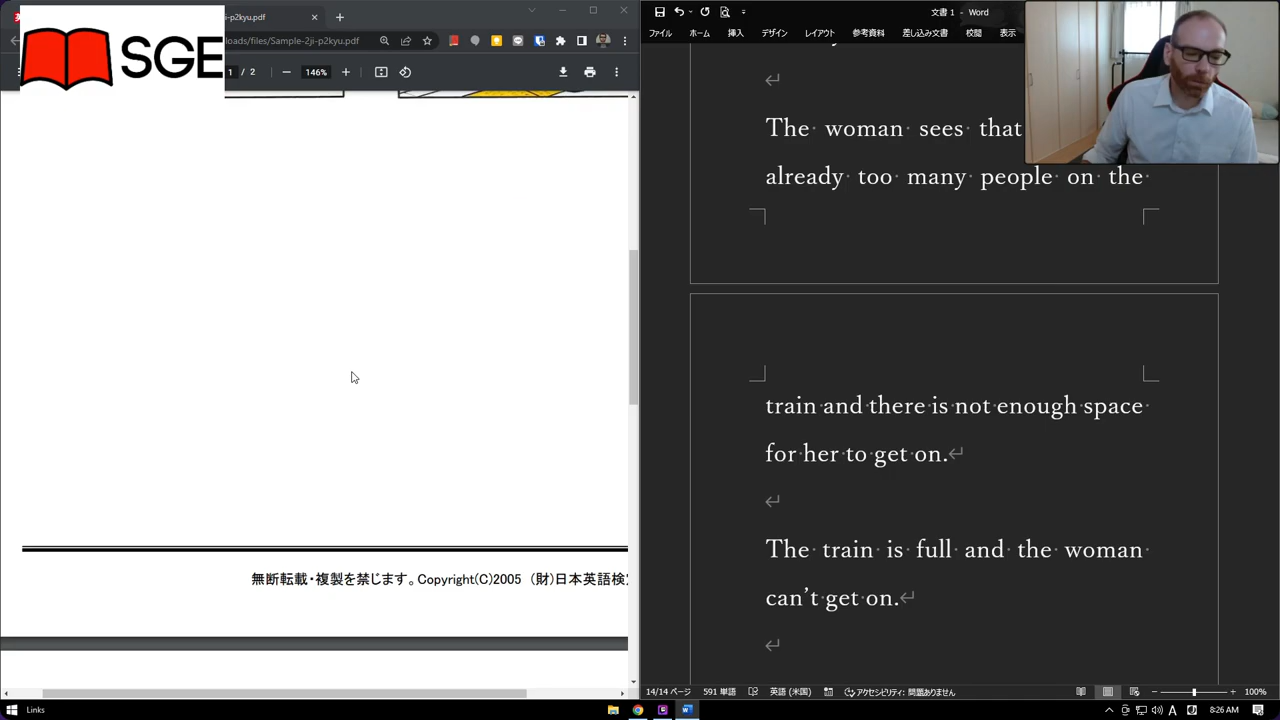 ji-p2kyu.pdf
loads/files/Sample-2ji-p2kyu.pdf
SGE
1 / 2
146%
文書 1 - Word
ファイル ホーム 挿入 デザイン レイアウト 参考資料 差し込み文書 校閲 表示
The woman sees that
already too many people on the
train and there is not enough space
for her to get on.
The train is full and the woman
can't get on.
無断転載・複製を禁じます。Copyright(C)2005 (財)日本英語検
14/14 ページ 591 単語 英語 (米国) アクセシビリティ: 問題ありません 100%
Links
8:26 AM